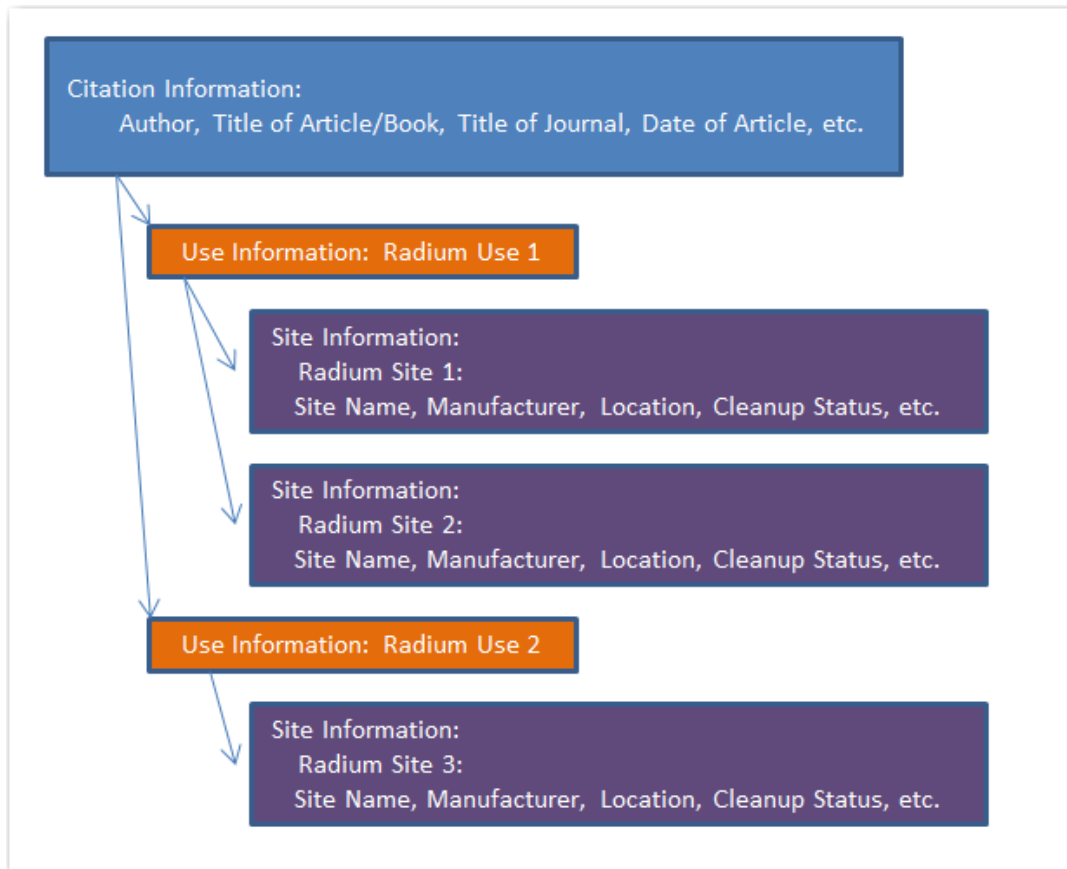 Citation Information:
Author, Title of Article/Book, Title of Journal, Date of Article, etc.
Use Information: Radium Use 1
Site Information:
Radium Site 1:
Site Name, Manufacturer, Location, Cleanup Status, etc.
Site Information:
Radium Site 2:
Site Name, Manufacturer, Location, Cleanup Status, etc.
Use Information: Radium Use 2
Site Information:
Radium Site 3:
Site Name, Manufacturer, Location, Cleanup Status, etc.